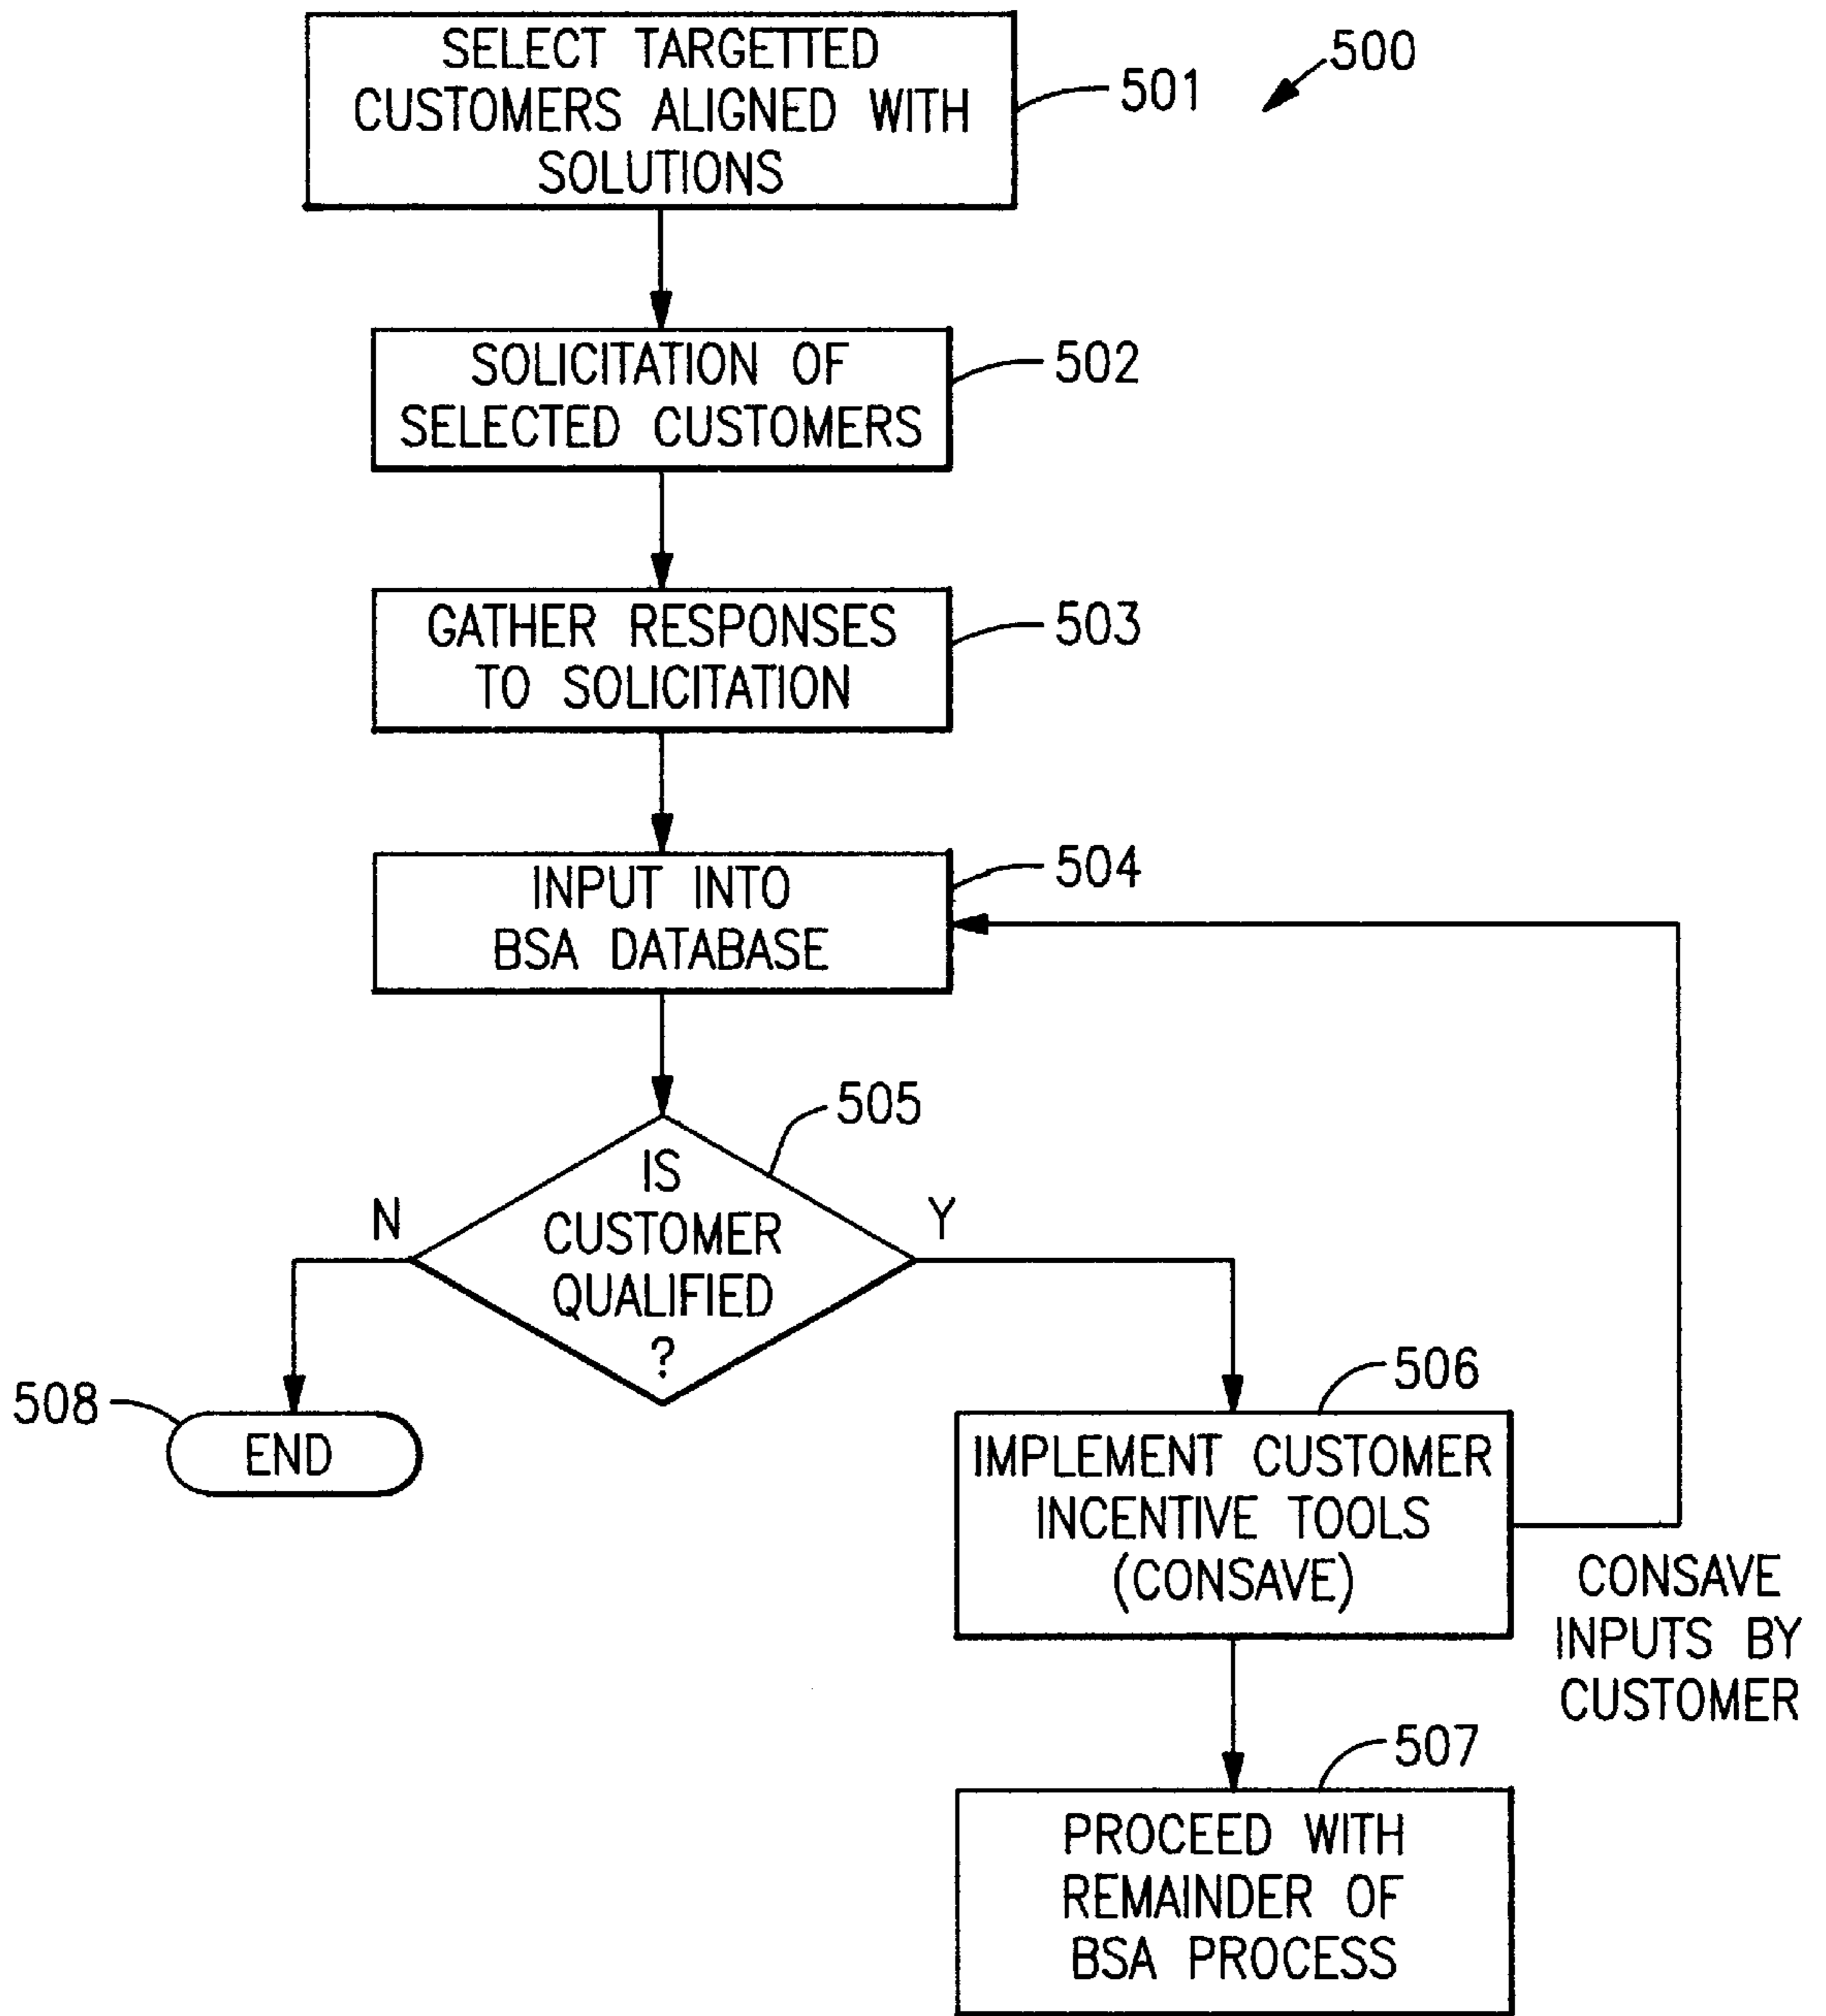 SELECT TARGETTED
CUSTOMERS ALIGNED WITH
SOLUTIONS
501
500
SOLICITATION OF
SELECTED CUSTOMERS
502
GATHER RESPONSES
TO SOLICITATION
503
INPUT INTO
BSA DATABASE
504
IS
CUSTOMER
QUALIFIED
?
505
N
Y
508
END
506
IMPLEMENT CUSTOMER
INCENTIVE TOOLS
(CONSAVE)
CONSAVE
INPUTS BY
CUSTOMER
507
PROCEED WITH
REMAINDER OF
BSA PROCESS